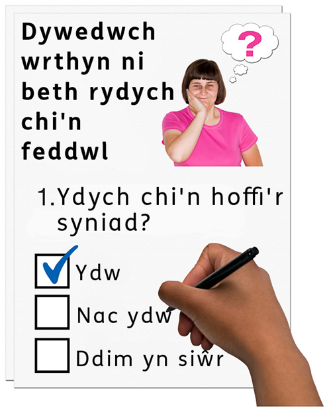 Dywedwch
wrthyn ni
beth rydych
chi'n
feddwl
?
1.Ydych chi'n hoffi'r
syniad?
Ydw
Nac ydw
Ddim yn siŵr